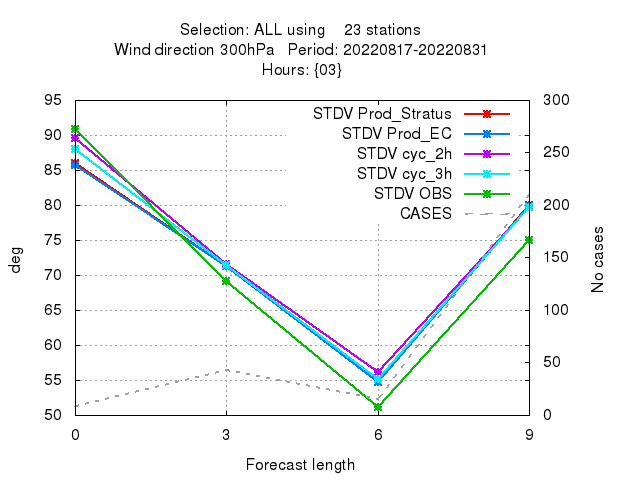 Selection: ALL using 23 stations
Wind direction 300hPa Period: 20220817-20220831
Hours: {03}
STDV Prod_Stratus
STDV Prod_EC
STDV cyc_2h
STDV cyc_3h
STDV OBS
CASES
95
90
85
80
75
70
65
60
55
50
deg
300
250
200
150
100
50
0
No cases
0 3 6 9
Forecast length